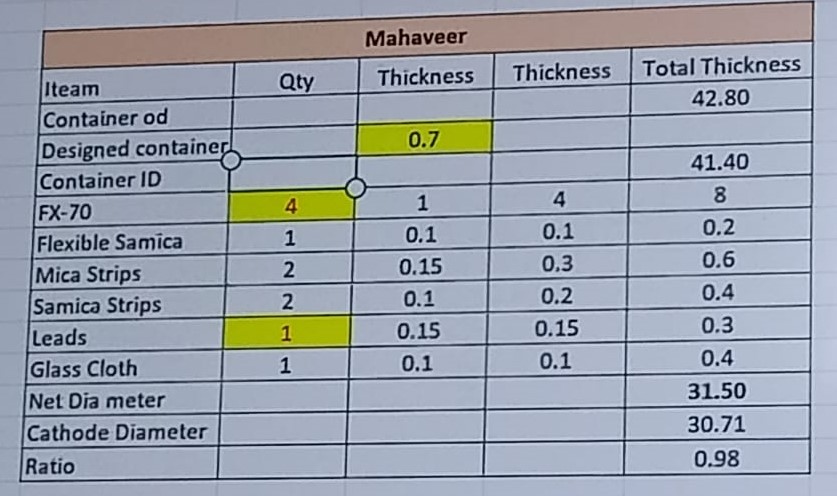 Mahaveer
Iteam Qty Thickness Thickness Total Thickness
Container od 42.80
Designed container 0.7
Container ID 41.40
FX-70 4 1 4 8
Flexible Samica 1 0.1 0.1 0.2
Mica Strips 2 0.15 0.3 0.6
Samica Strips 2 0.1 0.2 0.4
Leads 1 0.15 0.15 0.3
Glass Cloth 1 0.1 0.1 0.4
Net Dia meter 31.50
Cathode Diameter 30.71
Ratio 0.98